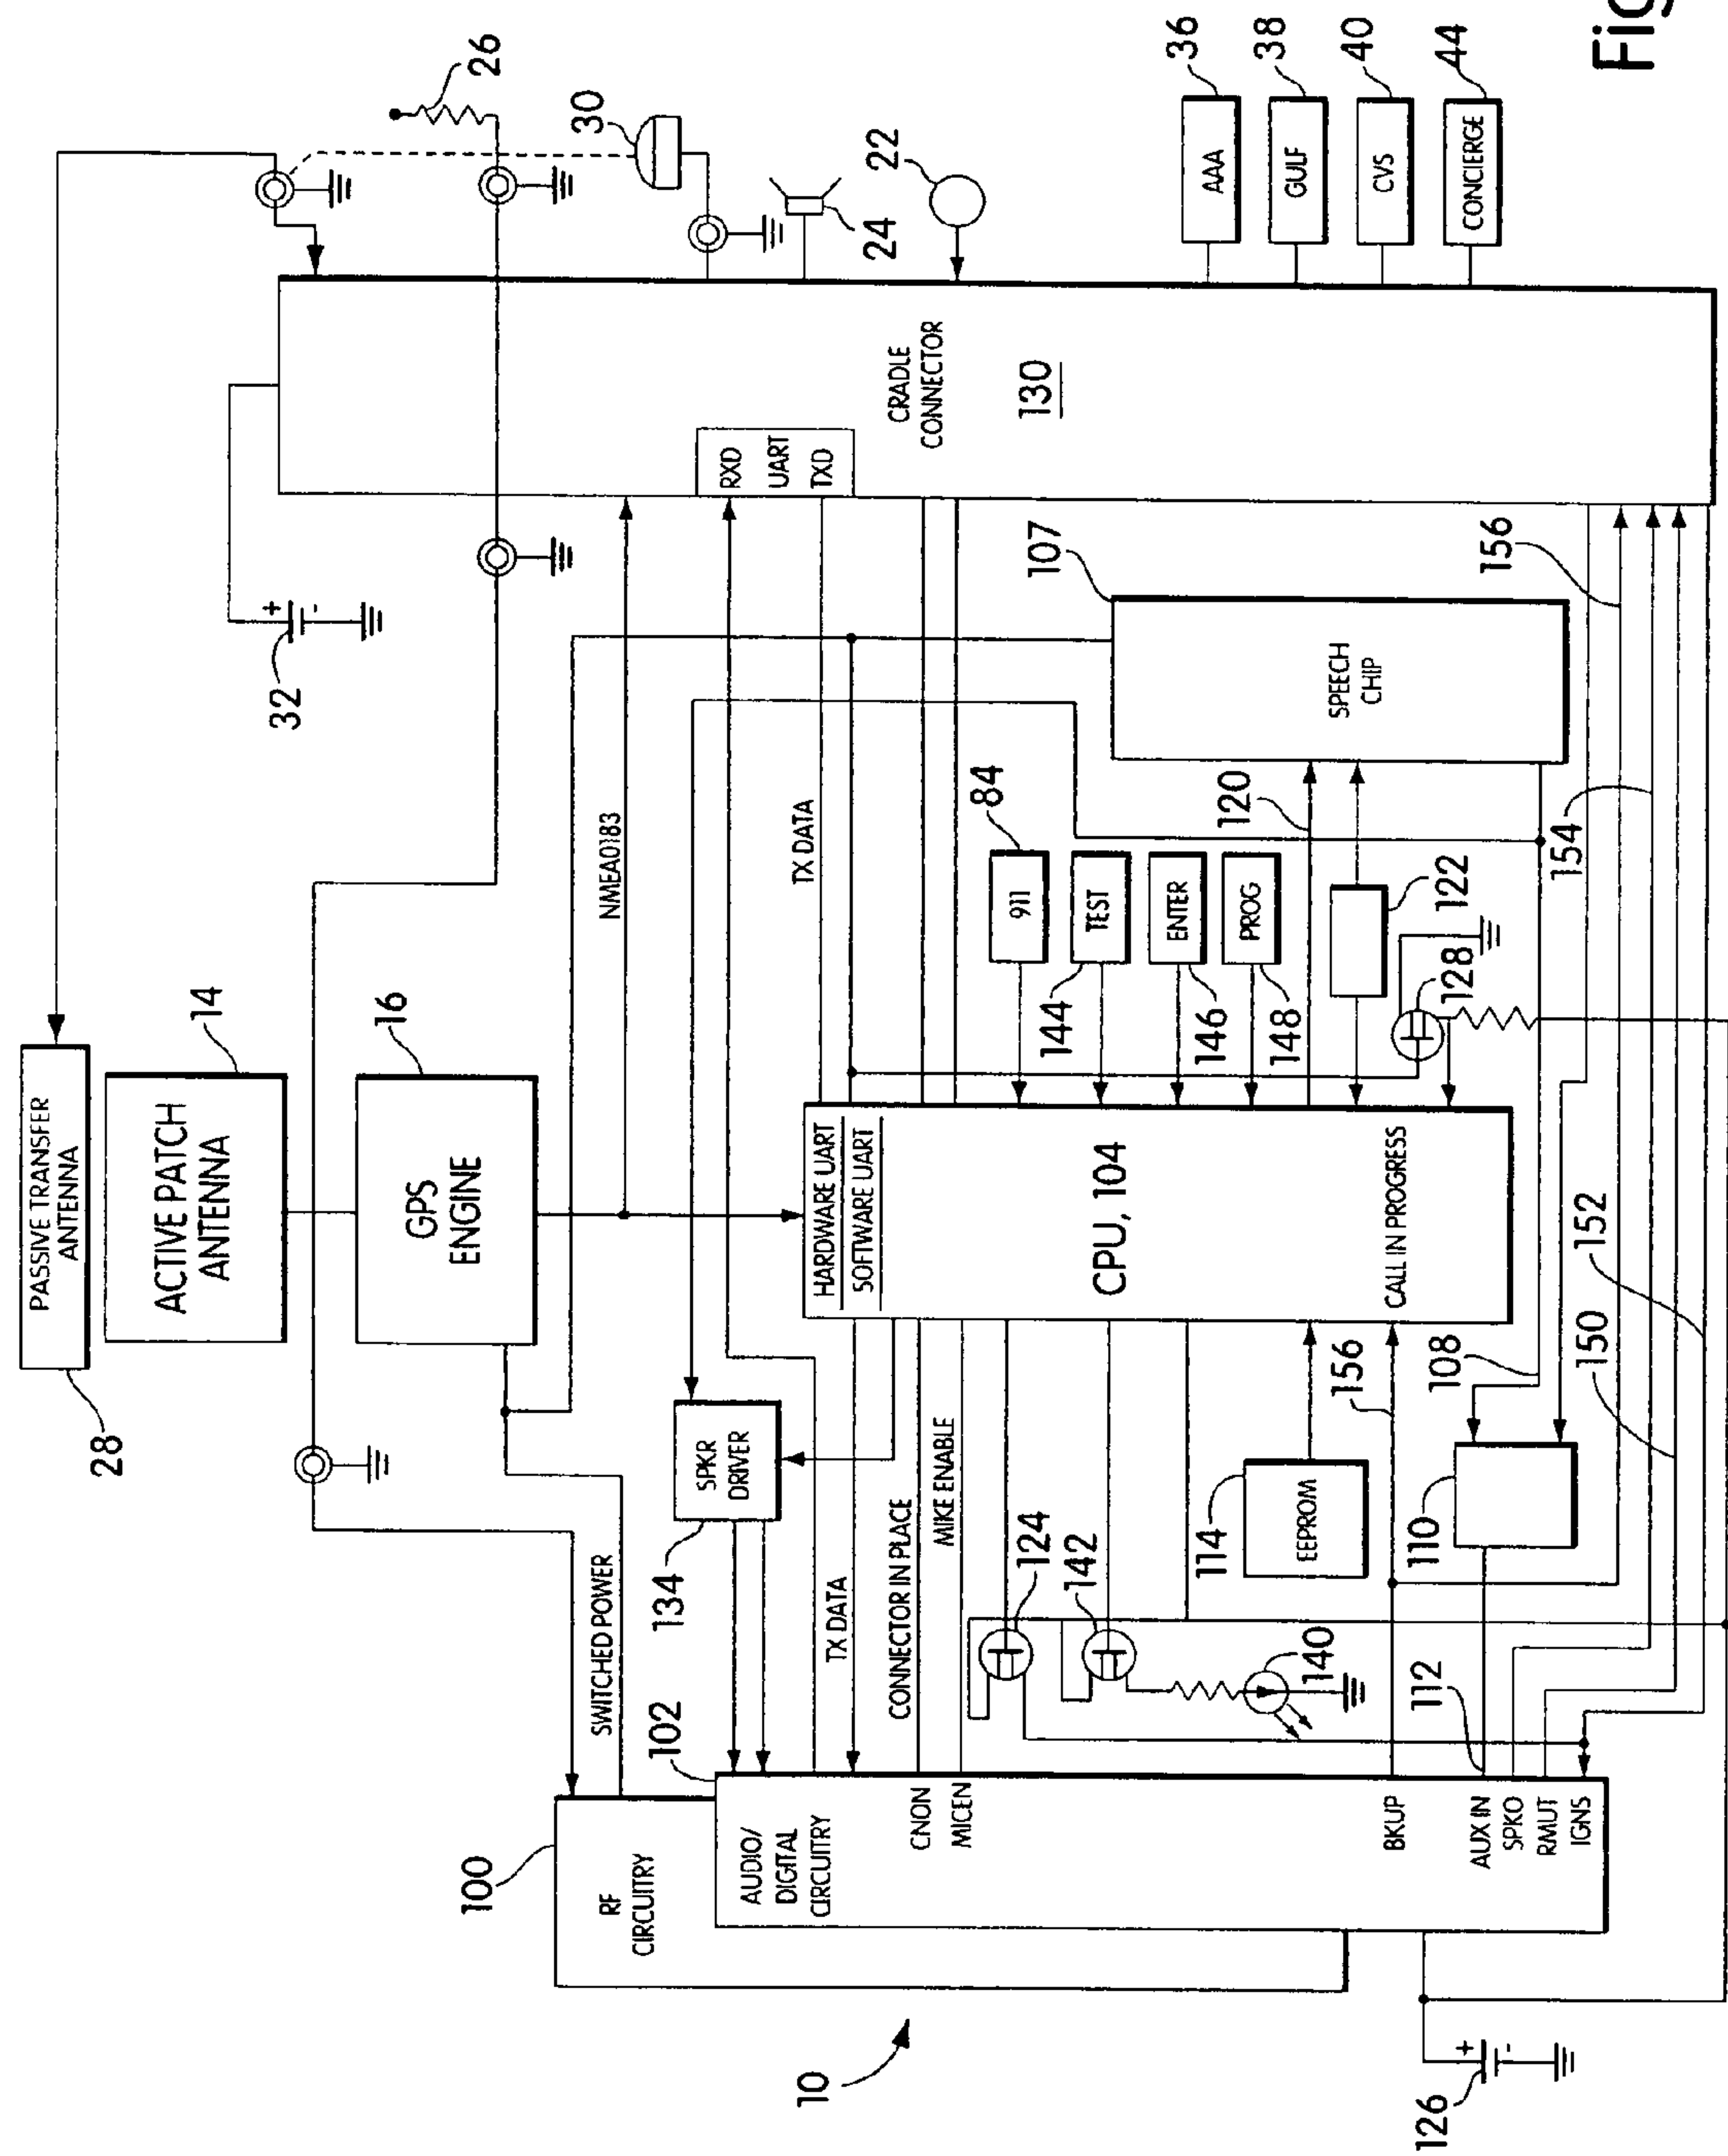 10
100
RF
CIRCUITRY
102
AUDIO/
DIGITAL
CIRCUITRY
CNON
MICEN
BKUP
AUX IN
SPKO
RMUT
IGNS
126
+
-
SWITCHED POWER
134
SPKR
DRIVER
TX DATA
CONNECTOR IN PLACE
MIKE ENABLE
124
142
140
114
EEPROM
156
112
110
108
150
152
28
PASSIVE TRANSFER
ANTENNA
14
ACTIVE PATCH
ANTENNA
16
GPS
ENGINE
HARDWARE UART
SOFTWARE UART
CPU, 104
CALL IN PROGRESS
NMEA0183
TX DATA
84
911
TEST
144
ENTER
146
PROG
148
120
122
128
154
156
107
SPEECH
CHIP
32
+
-
RXD
UART
TXD
CRADLE
CONNECTOR
130
26
30
24
22
AAA
36
GULF
38
CVS
40
CONCIERGE
44
Fig